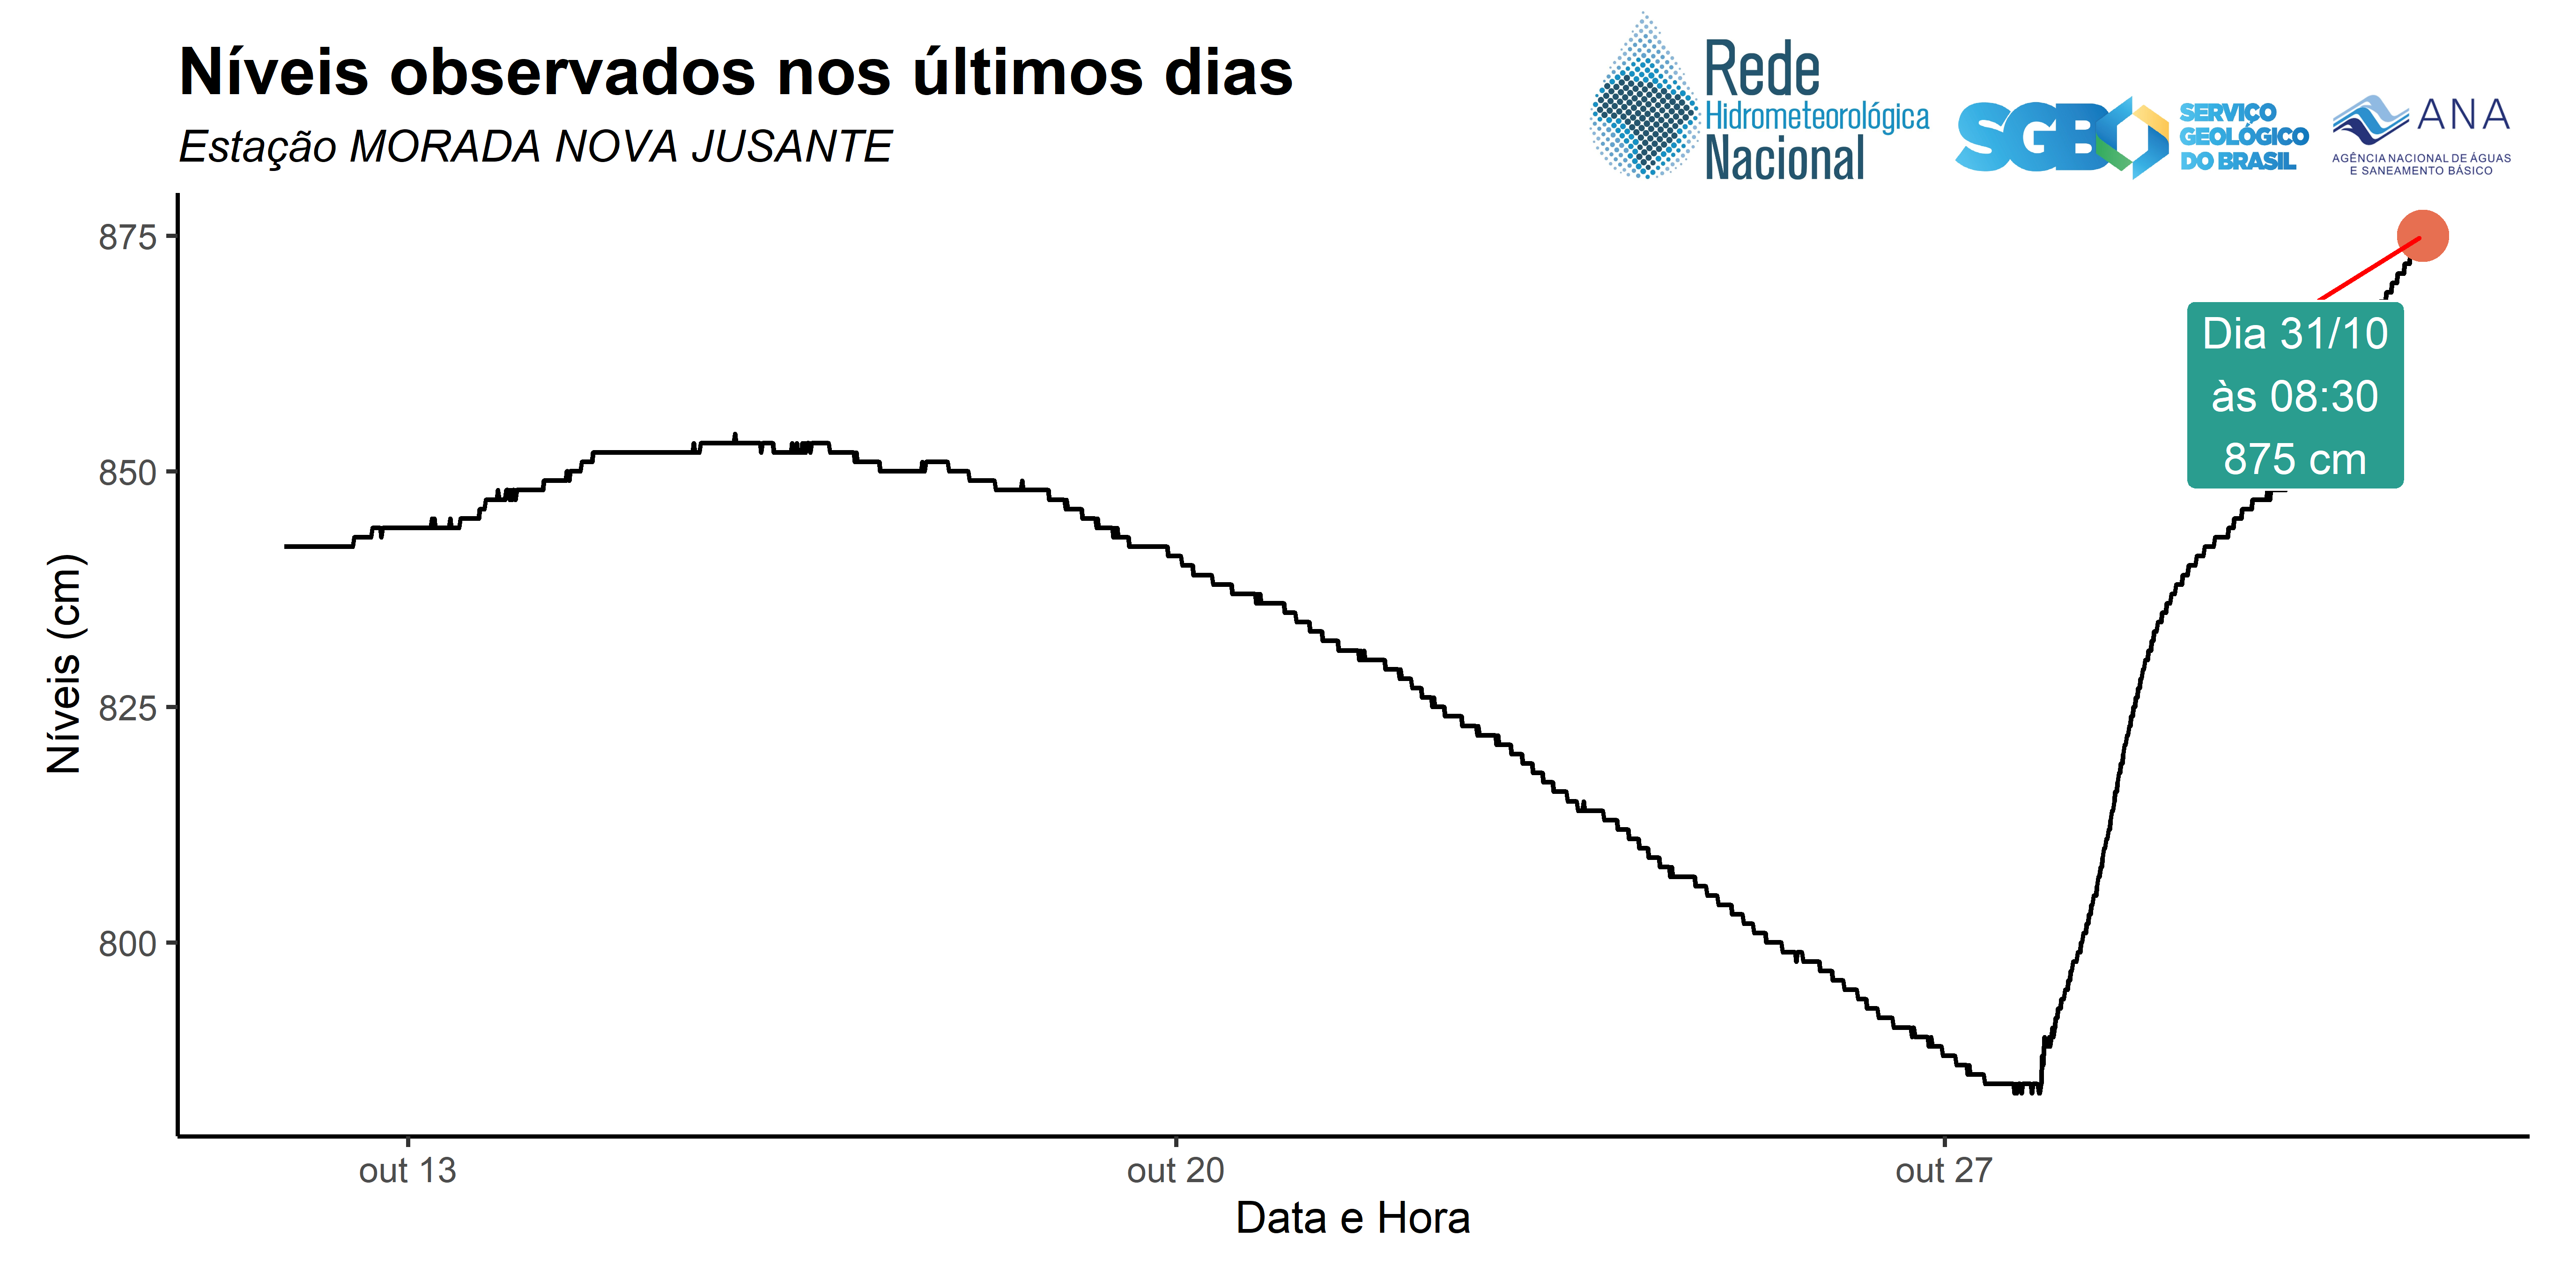 Níveis observados nos últimos dias
Estação MORADA NOVA JUSANTE
Rede
Hidrometeorológica
Nacional
SGB
SERVIÇO
GEOLÓGICO
DO BRASIL
ANA
AGÊNCIA NACIONAL DE ÁGUAS
E SANEAMENTO BÁSICO
Níveis (cm)
875
850
825
800
Dia 31/10
às 08:30
875 cm
out 13
out 20
out 27
Data e Hora